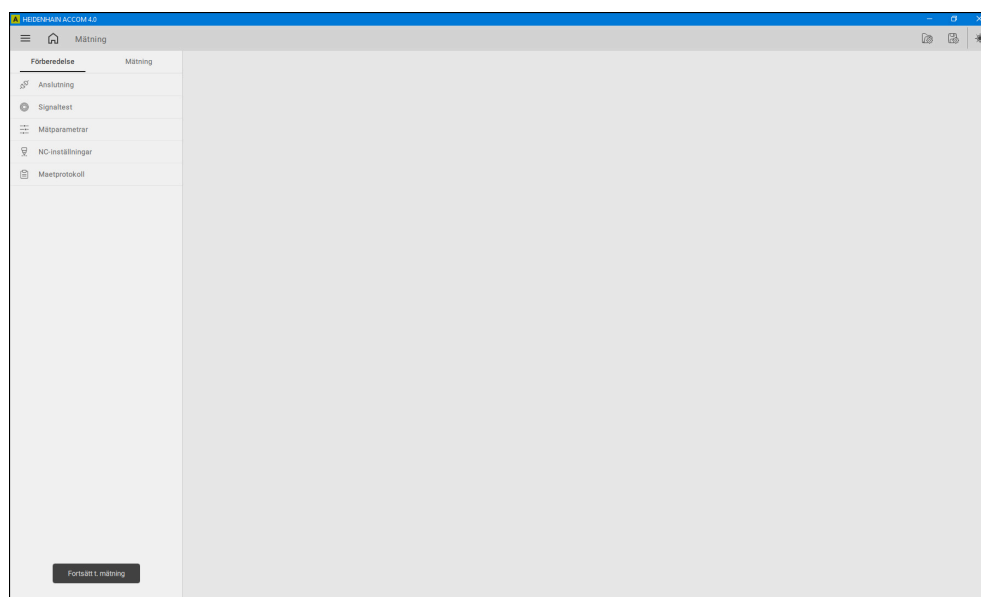 HEIDENHAIN ACCOM 4.0
Mätning
Förberedelse Mätning
Anslutning
Signaltest
Mätparametrar
NC-inställningar
Maetprotokoll
Fortsätt t. mätning